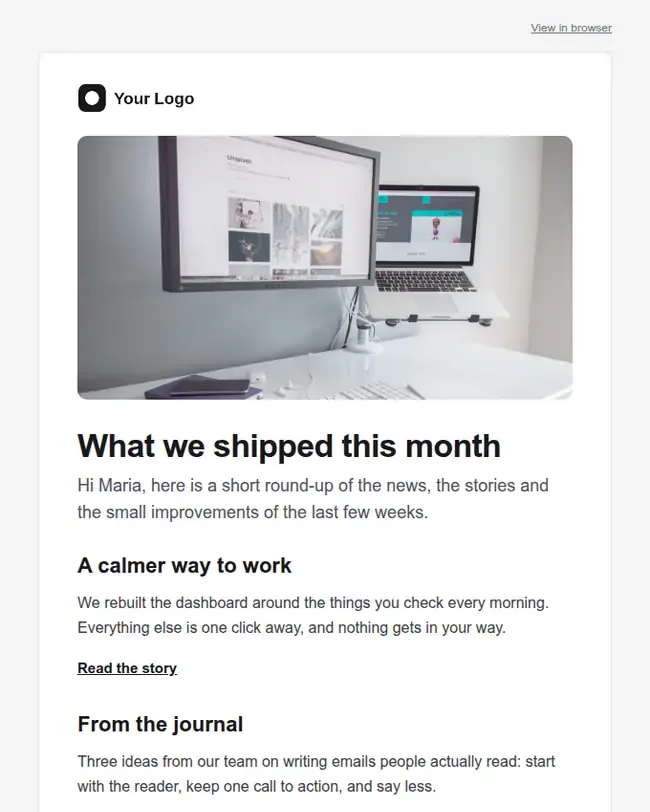 View in browser
Your Logo
Unsplash
What we shipped this month
Hi Maria, here is a short round-up of the news, the stories and
the small improvements of the last few weeks.
A calmer way to work
We rebuilt the dashboard around the things you check every morning.
Everything else is one click away, and nothing gets in your way.
Read the story
From the journal
Three ideas from our team on writing emails people actually read: start
with the reader, keep one call to action, and say less.